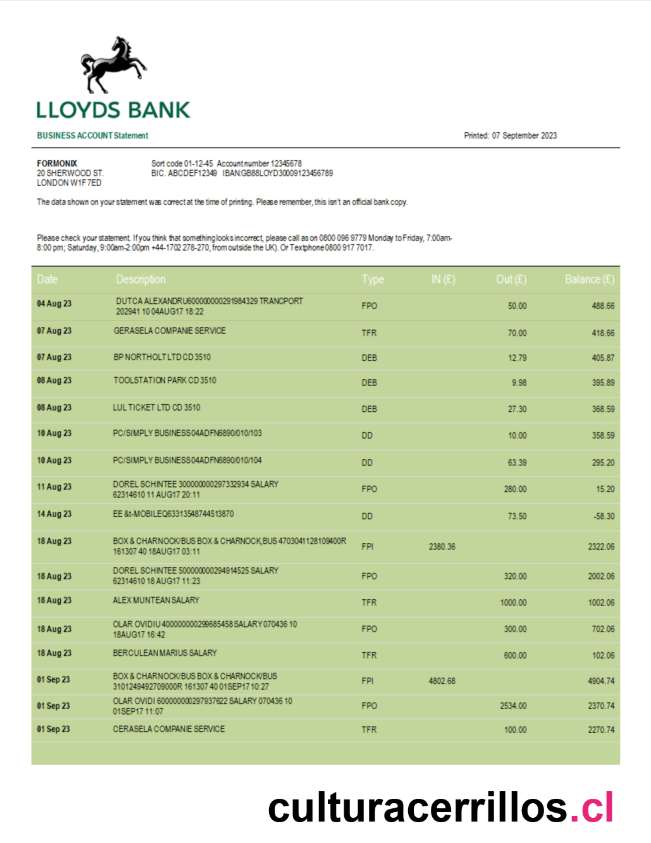 LLOYDS BANK
BUSINESS ACCOUNT Statement Printed: 07 September 2023
FORMONIX Sort code 01-12-45 Account number 12345678
20 SHERWOOD ST. BIC. ABCDEF12349 IBAN:GB88LOYD30009123456789
LONDON W1F 7ED
The data shown on your statement was correct at the time of printing. Please remember, this isn't an official bank copy.
Please check your statement. If you think that something looks incorrect, please call as on 0800 096 9779 Monday to Friday, 7:00am-
8:00 pm; Saturday, 9:00am-2:00pm +44-1702 278-270, from outside the UK). Or Textphone 0800 917 7017.
Date Description Type IN (£) Out (£) Balance (£)
04 Aug 23 DUTCA ALEXANDRU600000000291984329 TRANCPORT FPO 50.00 488.66
202941 10 04AUG17 18:22
07 Aug 23 GERASELA COMPANIE SERVICE TFR 70.00 418.66
07 Aug 23 BP NORTHOLT LTD CD 3510 DEB 12.79 405.87
08 Aug 23 TOOLSTATION PARK CD 3510 DEB 9.98 395.89
08 Aug 23 LUL TICKET LTD CD 3510 DEB 27.30 368.59
10 Aug 23 PC/SIMPLY BUSINESS04ADFN6890/010/103 DD 10.00 358.59
10 Aug 23 PC/SIMPLY BUSINESS04ADFN6890/010/104 DD 63.39 295.20
11 Aug 23 DOREL SCHINTEE 300000000297332934 SALARY FPO 280.00 15.20
62314610 11 AUG17 20:11
14 Aug 23 EE &t-MOBILEQ63313548744513870 DD 73.50 -58.30
18 Aug 23 BOX & CHARNOCK/BUS BOX & CHARNOCK,BUS 4703041128109400R FPI 2380.36 2322.06
161307 40 18AUG17 03:11
18 Aug 23 DOREL SCHINTEE 500000000294914525 SALARY FPO 320.00 2002.06
62314610 18 AUG17 11:23
18 Aug 23 ALEX MUNTEAN SALARY TFR 1000.00 1002.06
18 Aug 23 OLAR OVIDIU 400000000299685458 SALARY 070436 10 FPO 300.00 702.06
18AUG17 16:42
18 Aug 23 BERCULEAN MARIUS SALARY TFR 600.00 102.06
01 Sep 23 BOX & CHARNOCK/BUS BOX & CHARNOCK/BUS FPI 4802.68 4904.74
3101249492709000R 161307 40 01SEP17 10:27
01 Sep 23 OLAR OVIDI 600000000297937622 SALARY 070436 10 FPO 2534.00 2370.74
01SEP17 11:07
01 Sep 23 CERASELA COMPANIE SERVICE TFR 100.00 2270.74
culturacerrillos.cl